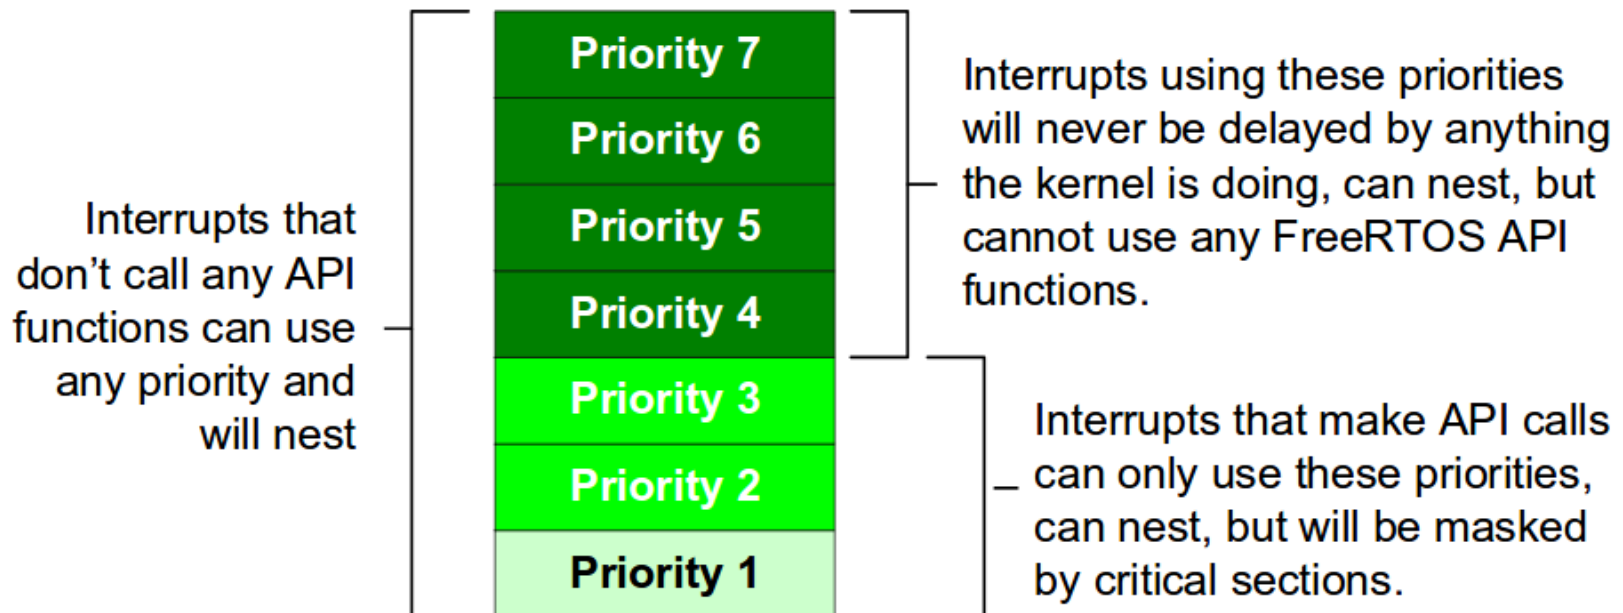 Interrupts that
don’t call any API
functions can use
any priority and
will nest
Priority 7
Priority 6
Priority 5
Priority 4
Priority 3
Priority 2
Priority 1
Interrupts using these priorities
will never be delayed by anything
the kernel is doing, can nest, but
cannot use any FreeRTOS API
functions.
Interrupts that make API calls
can only use these priorities,
can nest, but will be masked
by critical sections.